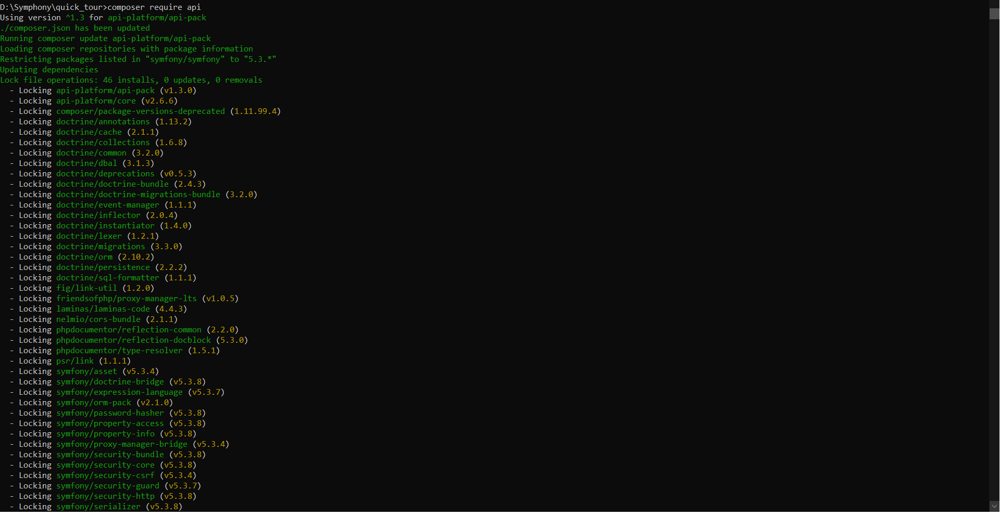 D:\Symphony\quick_tour>composer require api
Using version ^1.3 for api-platform/api-pack
./composer.json has been updated
Running composer update api-platform/api-pack
Loading composer repositories with package information
Restricting packages listed in "symfony/symfony" to "5.3.*"
Updating dependencies
Lock file operations: 46 installs, 0 updates, 0 removals
  - Locking api-platform/api-pack (v1.3.0)
  - Locking api-platform/core (v2.6.6)
  - Locking composer/package-versions-deprecated (1.11.99.4)
  - Locking doctrine/annotations (1.13.2)
  - Locking doctrine/cache (2.1.1)
  - Locking doctrine/collections (1.6.8)
  - Locking doctrine/common (3.2.0)
  - Locking doctrine/dbal (3.1.3)
  - Locking doctrine/deprecations (v0.5.3)
  - Locking doctrine/doctrine-bundle (2.4.3)
  - Locking doctrine/doctrine-migrations-bundle (3.2.0)
  - Locking doctrine/event-manager (1.1.1)
  - Locking doctrine/inflector (2.0.4)
  - Locking doctrine/instantiator (1.4.0)
  - Locking doctrine/lexer (1.2.1)
  - Locking doctrine/migrations (3.3.0)
  - Locking doctrine/orm (2.10.2)
  - Locking doctrine/persistence (2.2.2)
  - Locking doctrine/sql-formatter (1.1.1)
  - Locking fig/link-util (1.2.0)
  - Locking friendsofphp/proxy-manager-lts (v1.0.5)
  - Locking laminas/laminas-code (4.4.3)
  - Locking nelmio/cors-bundle (2.1.1)
  - Locking phpdocumentor/reflection-common (2.2.0)
  - Locking phpdocumentor/reflection-docblock (5.3.0)
  - Locking phpdocumentor/type-resolver (1.5.1)
  - Locking psr/link (1.1.1)
  - Locking symfony/asset (v5.3.4)
  - Locking symfony/doctrine-bridge (v5.3.8)
  - Locking symfony/expression-language (v5.3.7)
  - Locking symfony/orm-pack (v2.1.0)
  - Locking symfony/password-hasher (v5.3.8)
  - Locking symfony/property-access (v5.3.8)
  - Locking symfony/property-info (v5.3.8)
  - Locking symfony/proxy-manager-bridge (v5.3.4)
  - Locking symfony/security-bundle (v5.3.8)
  - Locking symfony/security-core (v5.3.8)
  - Locking symfony/security-csrf (v5.3.4)
  - Locking symfony/security-guard (v5.3.7)
  - Locking symfony/security-http (v5.3.8)
  - Locking symfony/serializer (v5.3.8)